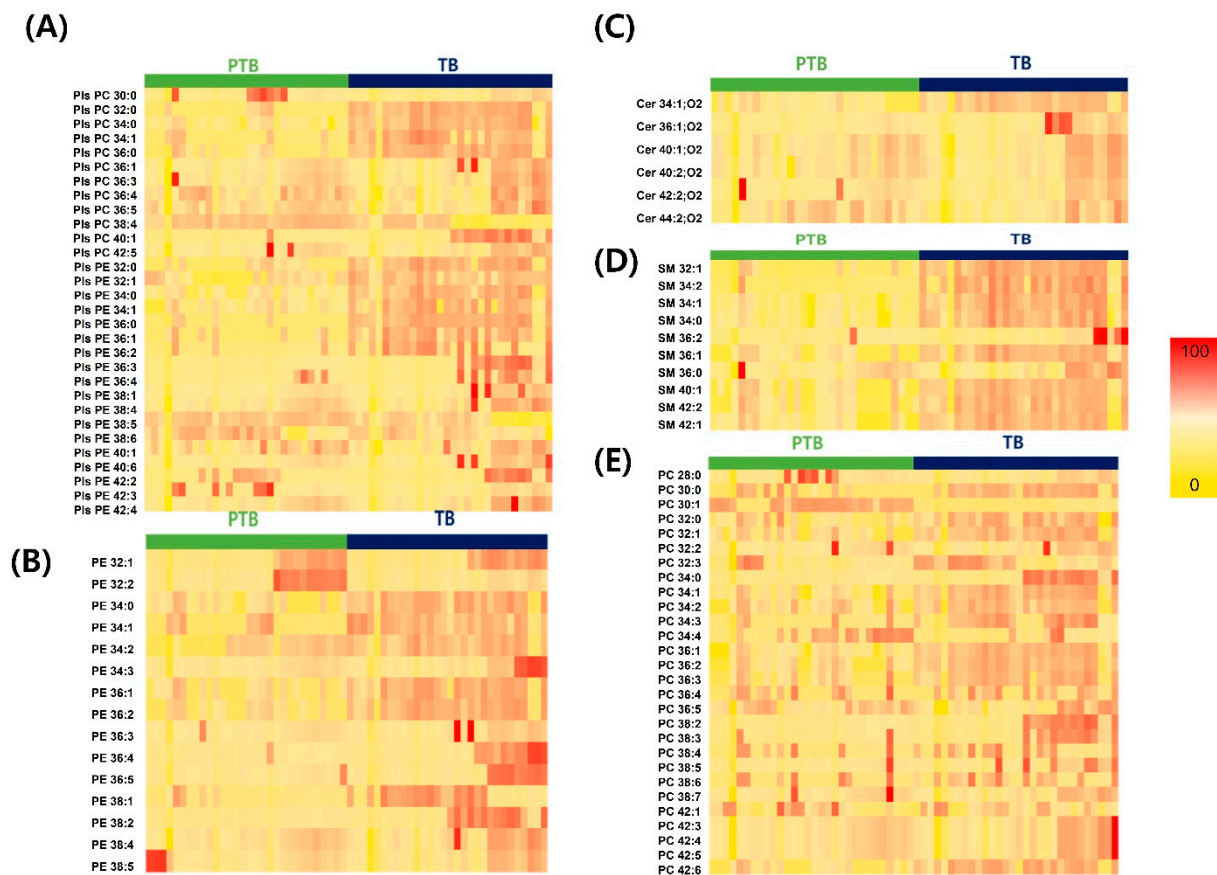 (A)
PTB TB
Pls PC 30:0
Pls PC 32:0
Pls PC 34:0
Pls PC 34:1
Pls PC 36:0
Pls PC 36:1
Pls PC 36:3
Pls PC 36:4
Pls PC 36:5
Pls PC 38:4
Pls PC 40:1
Pls PC 42:5
Pls PE 32:0
Pls PE 32:1
Pls PE 34:0
Pls PE 34:1
Pls PE 36:0
Pls PE 36:1
Pls PE 36:2
Pls PE 36:3
Pls PE 36:4
Pls PE 38:1
Pls PE 38:4
Pls PE 38:5
Pls PE 38:6
Pls PE 40:1
Pls PE 40:6
Pls PE 42:2
Pls PE 42:3
Pls PE 42:4
(B)
PTB TB
PE 32:1
PE 32:2
PE 34:0
PE 34:1
PE 34:2
PE 34:3
PE 36:1
PE 36:2
PE 36:3
PE 36:4
PE 36:5
PE 38:1
PE 38:2
PE 38:4
PE 38:5
(C)
PTB TB
Cer 34:1;O2
Cer 36:1;O2
Cer 40:1;O2
Cer 40:2;O2
Cer 42:2;O2
Cer 44:2;O2
(D)
PTB TB
SM 32:1
SM 34:2
SM 34:1
SM 34:0
SM 36:2
SM 36:1
SM 36:0
SM 40:1
SM 42:2
SM 42:1
(E)
PTB TB
PC 28:0
PC 30:0
PC 30:1
PC 32:0
PC 32:1
PC 32:2
PC 32:3
PC 34:0
PC 34:1
PC 34:2
PC 34:3
PC 34:4
PC 36:1
PC 36:2
PC 36:3
PC 36:4
PC 36:5
PC 38:2
PC 38:3
PC 38:4
PC 38:5
PC 38:6
PC 38:7
PC 42:1
PC 42:3
PC 42:4
PC 42:5
PC 42:6
100
0